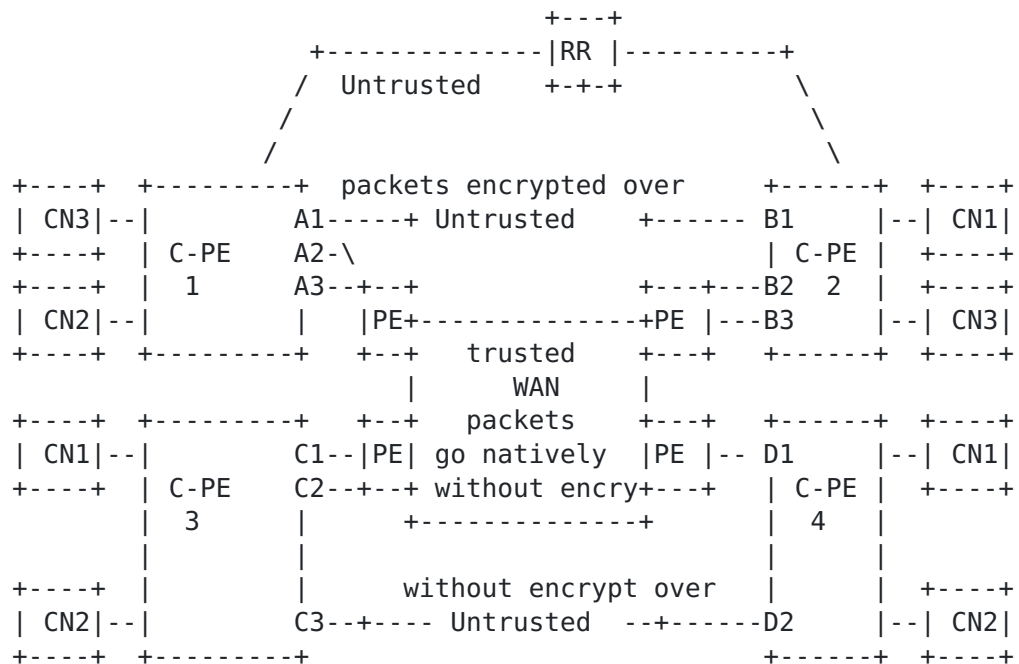 +---+
+--------------|RR |----------+
/ Untrusted +-+-+ \
/ \
/ \
+----+ +---------+ packets encrypted over +------+ +----+
| CN3|--| A1-----+ Untrusted +------ B1 |--| CN1|
+----+ | C-PE A2-\ | C-PE | +----+
+----+ | 1 A3--+--+ +---+---B2 2 | +----+
| CN2|--| | |PE+--------------+PE |---B3 |--| CN3|
+----+ +---------+ +--+ trusted +---+ +------+ +----+
| WAN |
+----+ +---------+ +--+ packets +---+ +------+ +----+
| CN1|--| C1--|PE| go natively |PE |-- D1 |--| CN1|
+----+ | C-PE C2--+--+ without encry+---+ | C-PE | +----+
| 3 | +--------------+ | 4 |
| | | |
+----+ | | without encrypt over | | +----+
| CN2|--| C3--+---- Untrusted --+------D2 |--| CN2|
+----+ +---------+ +------+ +----+